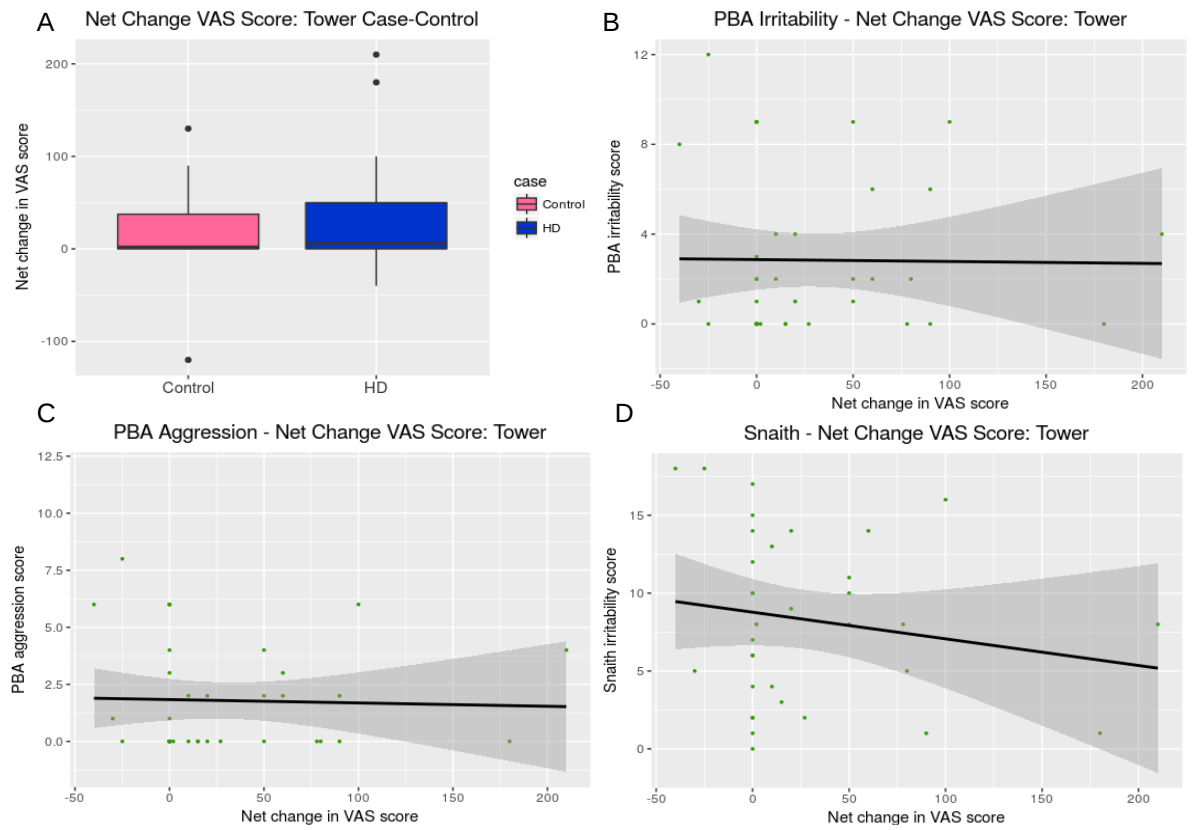 A
Net Change VAS Score: Tower Case-Control
Net change in VAS score
200
100
0
-100
Control
HD
case
Control
HD
B
PBA Irritability - Net Change VAS Score: Tower
PBA irritability score
12
8
4
0
-50
0
50
100
150
200
Net change in VAS score
C
PBA Aggression - Net Change VAS Score: Tower
PBA aggression score
12.5
10.0
7.5
5.0
2.5
0.0
-50
0
50
100
150
200
Net change in VAS score
D
Snaith - Net Change VAS Score: Tower
Snaith irritability score
15
10
5
0
-50
0
50
100
150
200
Net change in VAS score